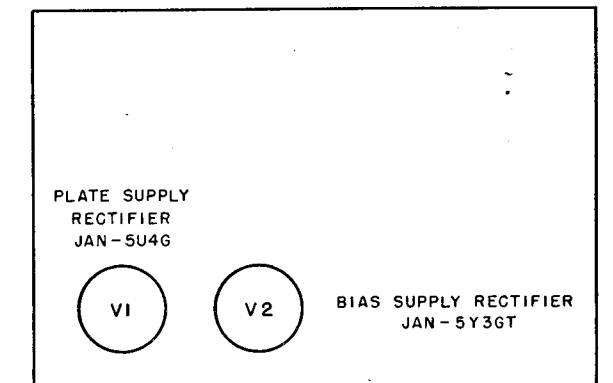 PLATE SUPPLY
RECTIFIER
JAN-5U4G
V1
V2
BIAS SUPPLY RECTIFIER
JAN-5Y3GT